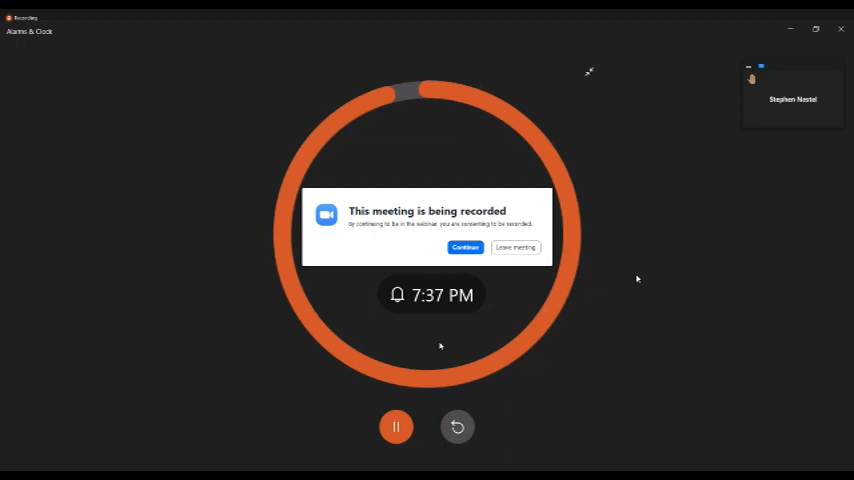 Recording
Alarms & Clock
Stephen Nestel
This meeting is being recorded
By continuing to be in the webinar, you are consenting to be recorded.
Continue
Leave meeting
7:37 PM